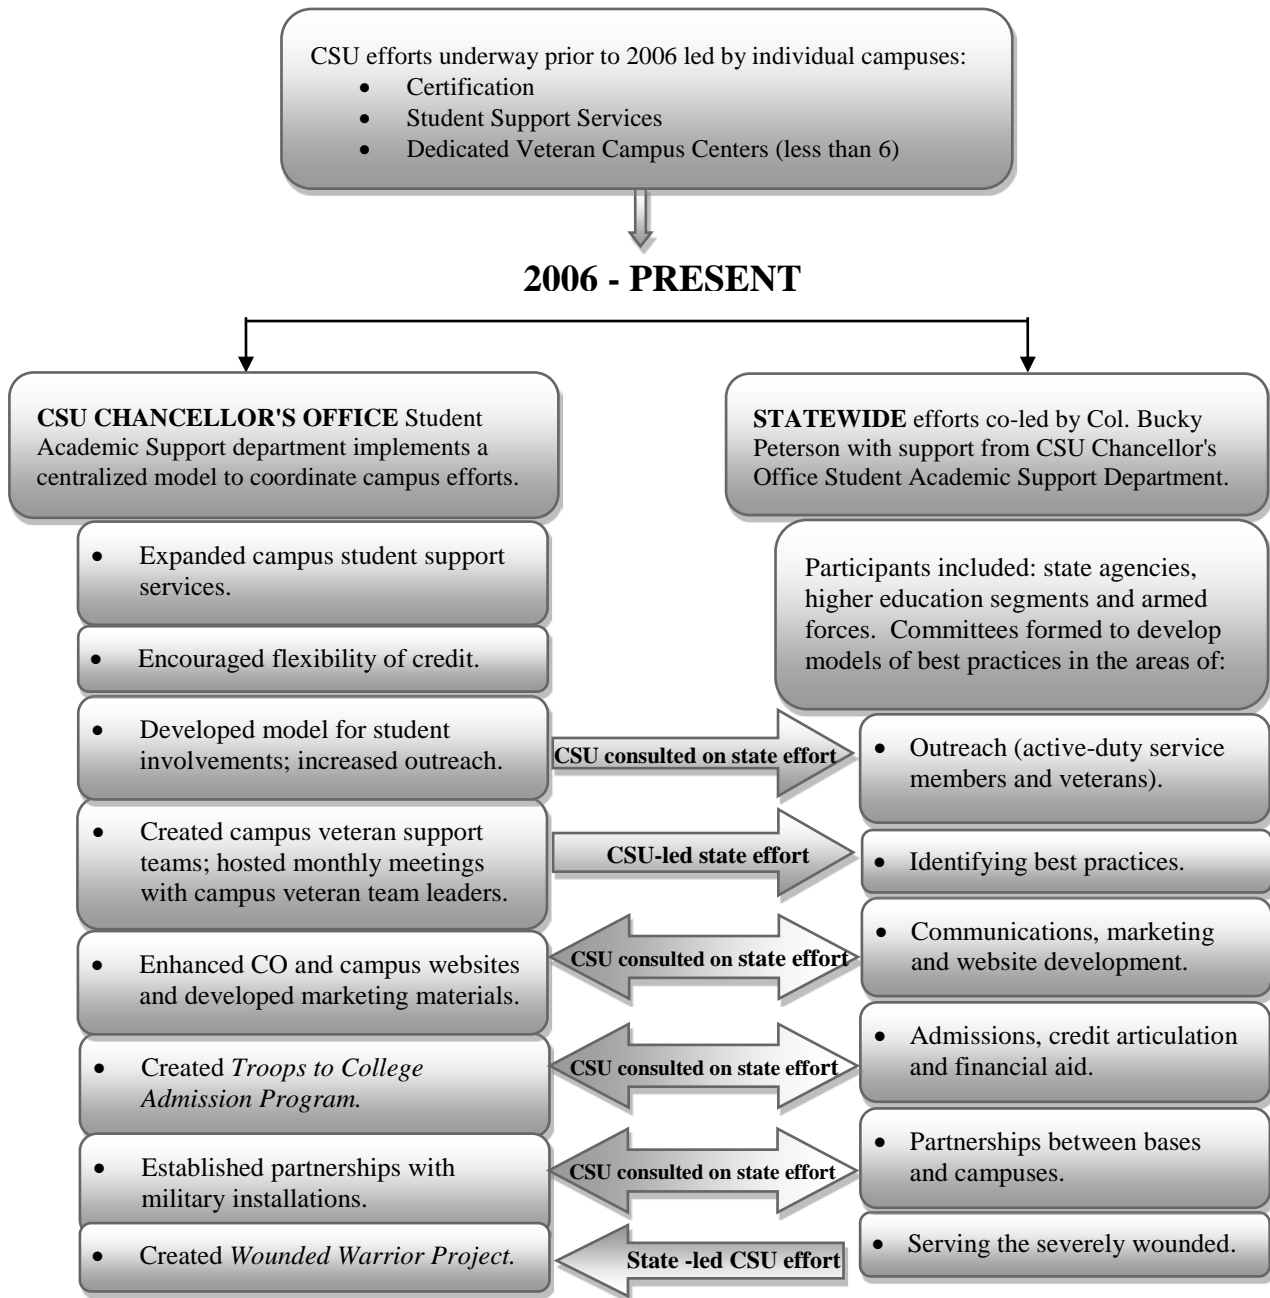 CSU efforts underway prior to 2006 led by individual campuses:
• Certification
• Student Support Services
• Dedicated Veteran Campus Centers (less than 6)
2006 - PRESENT
CSU CHANCELLOR'S OFFICE Student
Academic Support department implements a
centralized model to coordinate campus efforts.
• Expanded campus student support
services.
• Encouraged flexibility of credit.
• Developed model for student
involvements; increased outreach.
• Created campus veteran support
teams; hosted monthly meetings
with campus veteran team leaders.
• Enhanced CO and campus websites
and developed marketing materials.
• Created Troops to College
Admission Program.
• Established partnerships with
military installations.
• Created Wounded Warrior Project.
CSU consulted on state effort
CSU-led state effort
CSU consulted on state effort
CSU consulted on state effort
CSU consulted on state effort
State -led CSU effort
STATEWIDE efforts co-led by Col. Bucky
Peterson with support from CSU Chancellor's
Office Student Academic Support Department.
Participants included: state agencies,
higher education segments and armed
forces.  Committees formed to develop
models of best practices in the areas of:
• Outreach (active-duty service
members and veterans).
• Identifying best practices.
• Communications, marketing
and website development.
• Admissions, credit articulation
and financial aid.
• Partnerships between bases
and campuses.
• Serving the severely wounded.